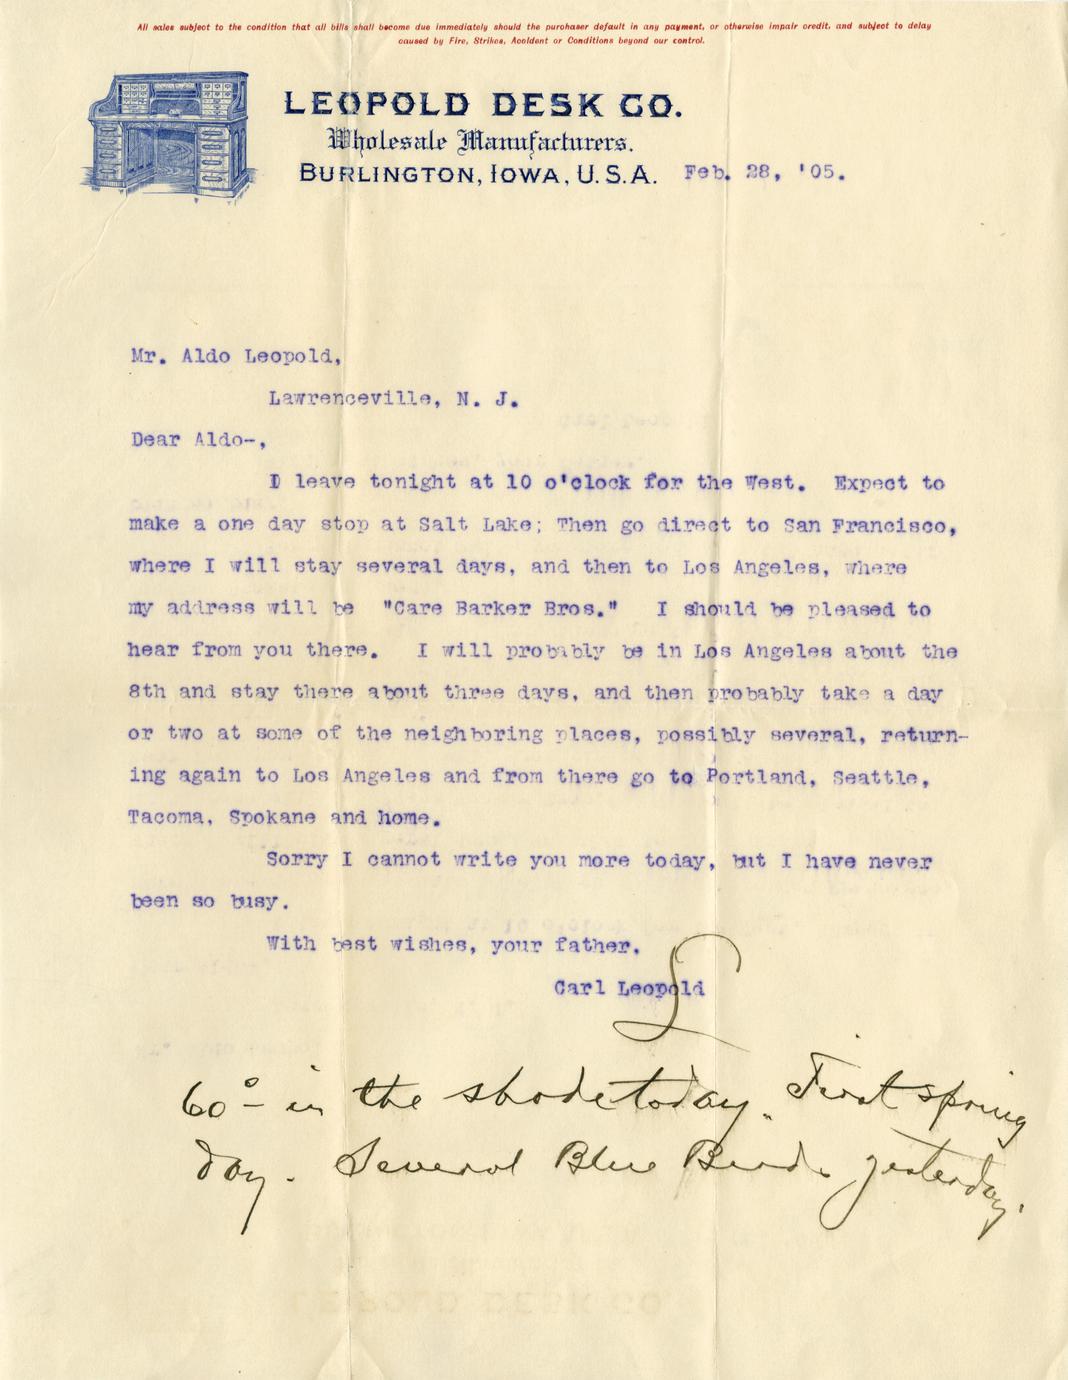 All sales subject to the condition that all bills shall become due immediately should the purchaser default in any payment, or otherwise impair credit, and subject to delay
caused by Fire, Strikes, Accident or Conditions beyond our control.
LEOPOLD DESK CO.
Wholesale Manufacturers.
BURLINGTON, IOWA, U.S.A. Feb. 28, '05.
Mr. Aldo Leopold,
Lawrenceville, N. J.
Dear Aldo-,
I leave tonight at 10 o'clock for the West. Expect to
make a one day stop at Salt Lake; Then go direct to San Francisco,
where I will stay several days, and then to Los Angeles, where
my address will be "Care Barker Bros." I should be pleased to
hear from you there. I will probably be in Los Angeles about the
8th and stay there about three days, and then probably take a day
or two at some of the neighboring places, possibly several, return-
ing again to Los Angeles and from there go to Portland, Seattle,
Tacoma, Spokane and home.
Sorry I cannot write you more today, but I have never
been so busy.
With best wishes, your father.
Carl Leopold
60° - in the shade today. First spring
day. Several Blue Birds yesterday.